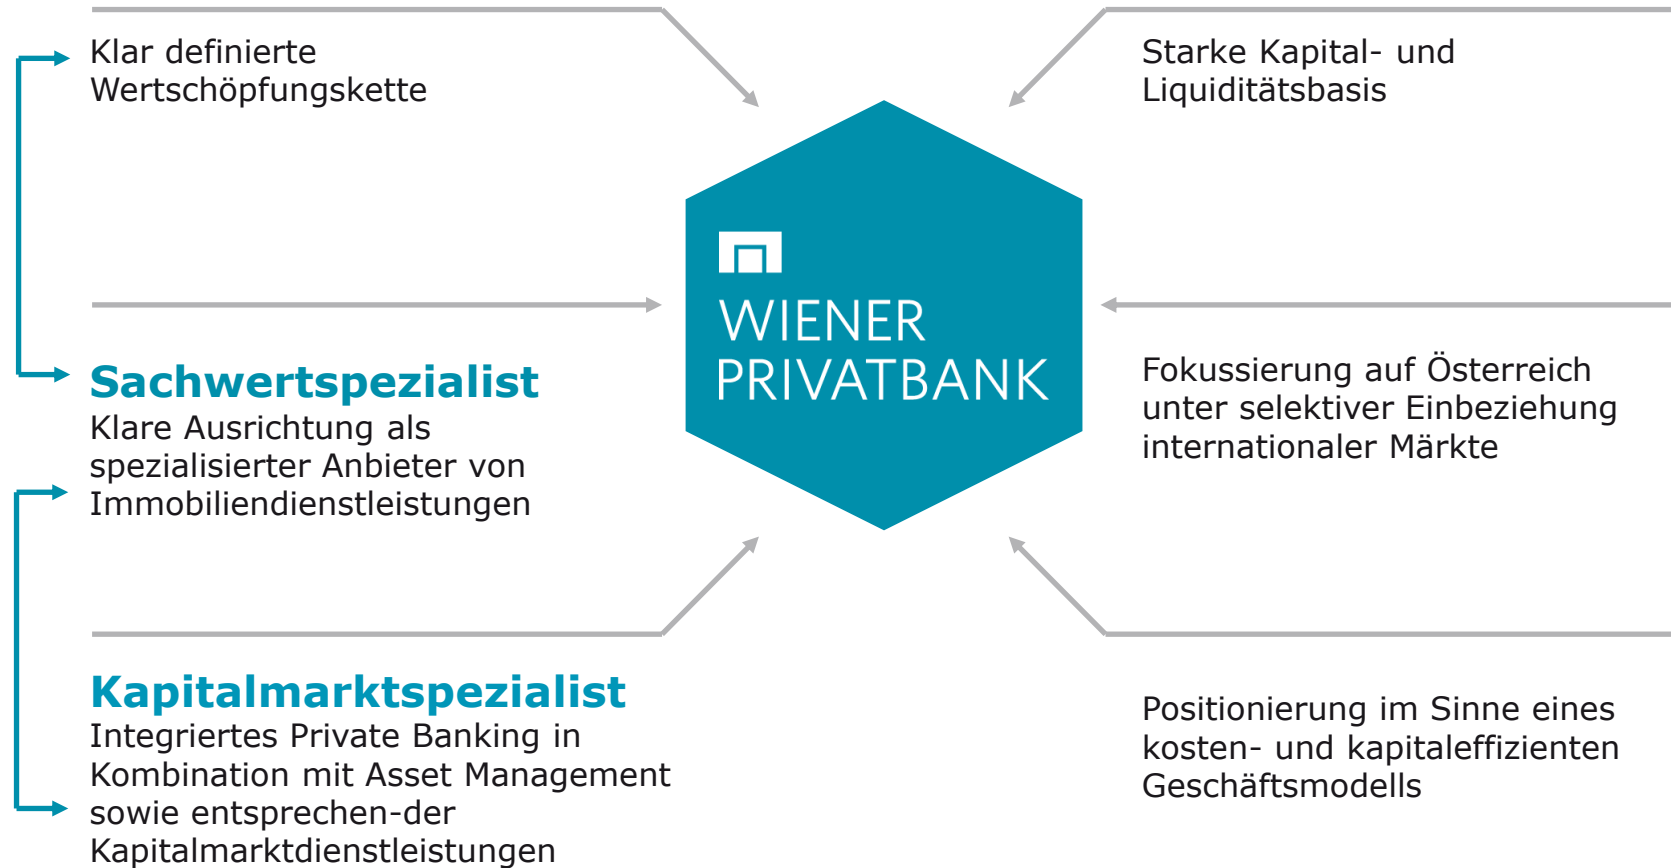 Klar definierte
Wertschöpfungskette
Sachwertspezialist
Klare Ausrichtung als
spezialisierter Anbieter von
Immobiliendienstleistungen
Kapitalmarktspezialist
Integriertes Private Banking in
Kombination mit Asset Management
sowie entsprechen-der
Kapitalmarktdienstleistungen
WIENER
PRIVATBANK
Starke Kapital- und
Liquiditätsbasis
Fokussierung auf Österreich
unter selektiver Einbeziehung
internationaler Märkte
Positionierung im Sinne eines
kosten- und kapitaleffizienten
Geschäftsmodells